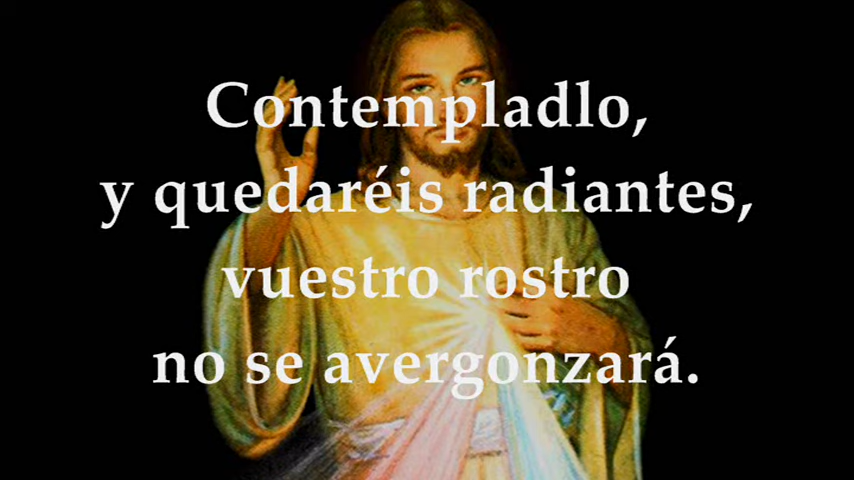 Contempladlo,
y quedaréis radiantes,
vuestro rostro
no se avergonzará.